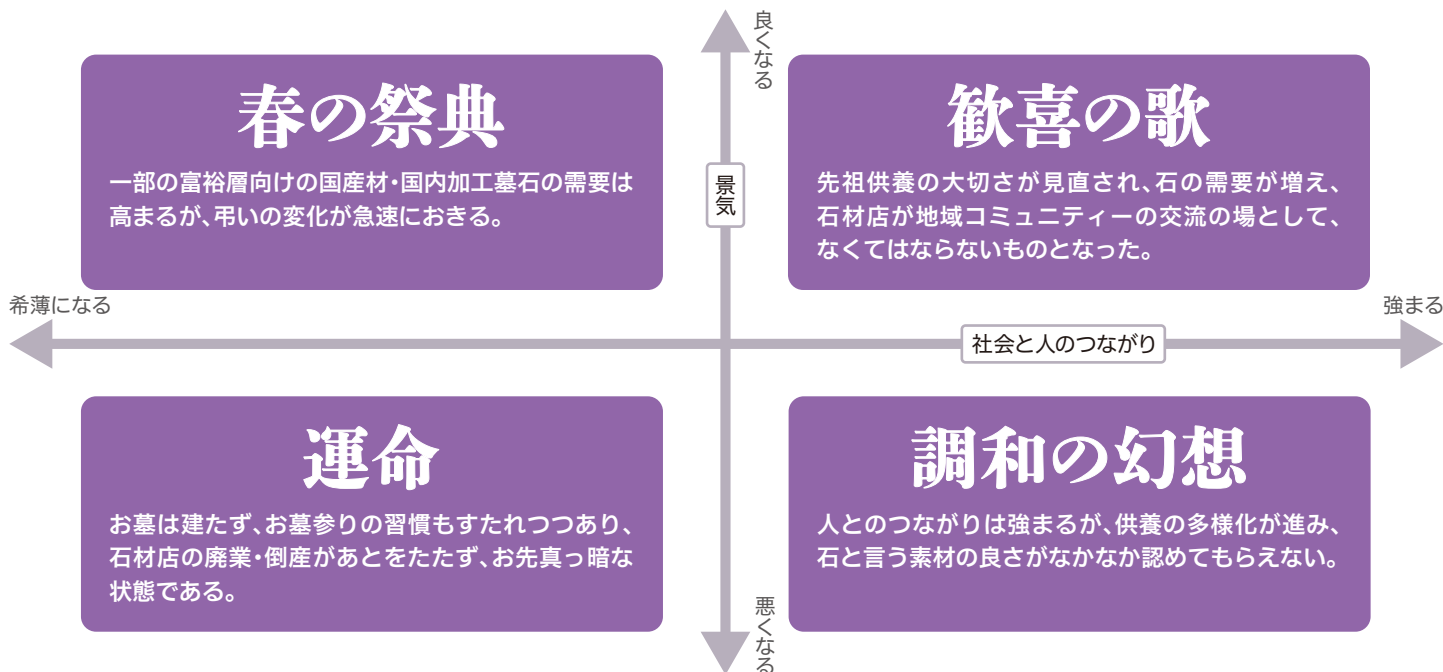 良くなる
春の祭典
一部の富裕層向けの国産材・国内加工墓石の需要は
高まるが、弔いの変化が急速におきる。
歓喜の歌
先祖供養の大切さが見直され、石の需要が増え、
石材店が地域コミュニティーの交流の場として、
なくてはならないものとなった。
景気
希薄になる
強まる
社会と人のつながり
運命
お墓は建たず、お墓参りの習慣もすたれつつあり、
石材店の廃業・倒産があとをたたず、お先真っ暗な
状態である。
調和の幻想
人とのつながりは強まるが、供養の多様化が進み、
石と言う素材の良さがなかなか認めてもらえない。
悪くなる